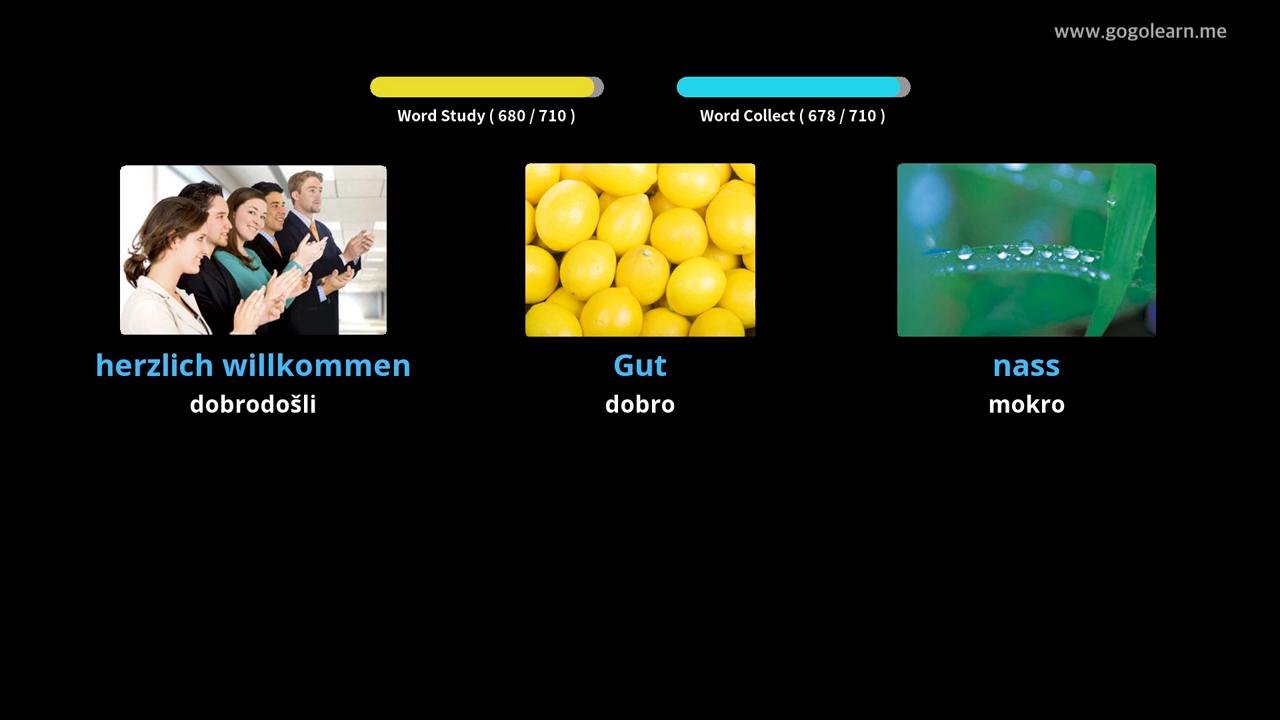 www.gogolearn.me
Word Study ( 680 / 710 )
Word Collect ( 678 / 710 )
herzlich willkommen
dobrodošli
Gut
dobro
nass
mokro